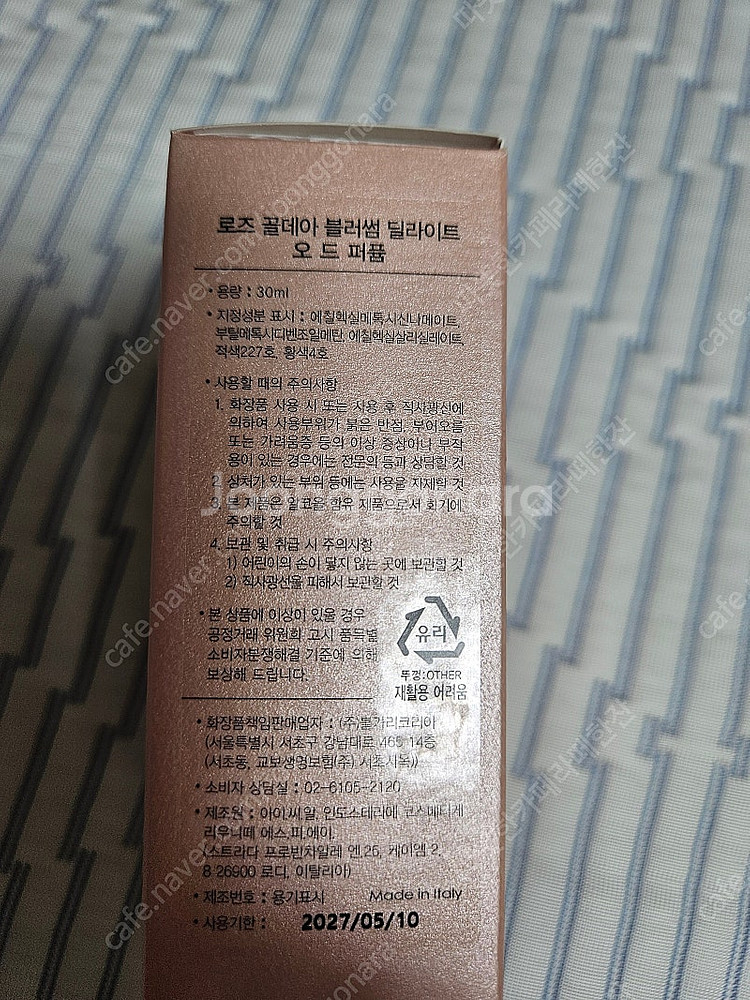 로즈 골데아 블러썸 딜라이트
오 드 퍼퓸
• 용량 : 30ml
• 지정성분 표시 : 에칠헥실메톡시신나메이트,
부틸메톡시디벤조일메탄, 에칠헥실살리실레이트,
적색227호, 황색4호
• 사용할 때의 주의사항
1. 화장품 사용 시 또는 사용 후 직사광선에
의하여 사용부위가 붉은 반점, 부어오름
또는 가려움증 등의 이상 증상이나 부작
용이 있는 경우에는 전문의 등과 상담할 것
2. 상처가 있는 부위 등에는 사용을 자제할 것
3. 본 제품은 알코올 함유 제품으로서 화기에
주의할 것
4. 보관 및 취급 시 주의사항
1) 어린이의 손이 닿지 않는 곳에 보관할 것
2) 직사광선을 피해서 보관할 것
• 본 상품에 이상이 있을 경우
공정거래 위원회 고시 품목별
소비자분쟁해결 기준에 의해
보상해 드립니다.
유리
뚜껑:OTHER
재활용 어려움
• 화장품책임판매업자 : (주)불가리코리아
(서울특별시 서초구 강남대로 465 14층
(서초동, 교보생명보험(주) 서초사옥))
• 소비자 상담실 : 02-6105-2120
• 제조원 : 아이.씨.알. 인도스테리에 코스메티케
리우니떼 에스.피.에이.
(스트라다 프로빈차알레 엔.26, 케이엠 2,
8 26900 로디, 이탈리아)
• 제조번호 : 용기표시 Made in Italy
• 사용기한 : 2027/05/10
joonggonara
cafe.naver.com/joonggonara